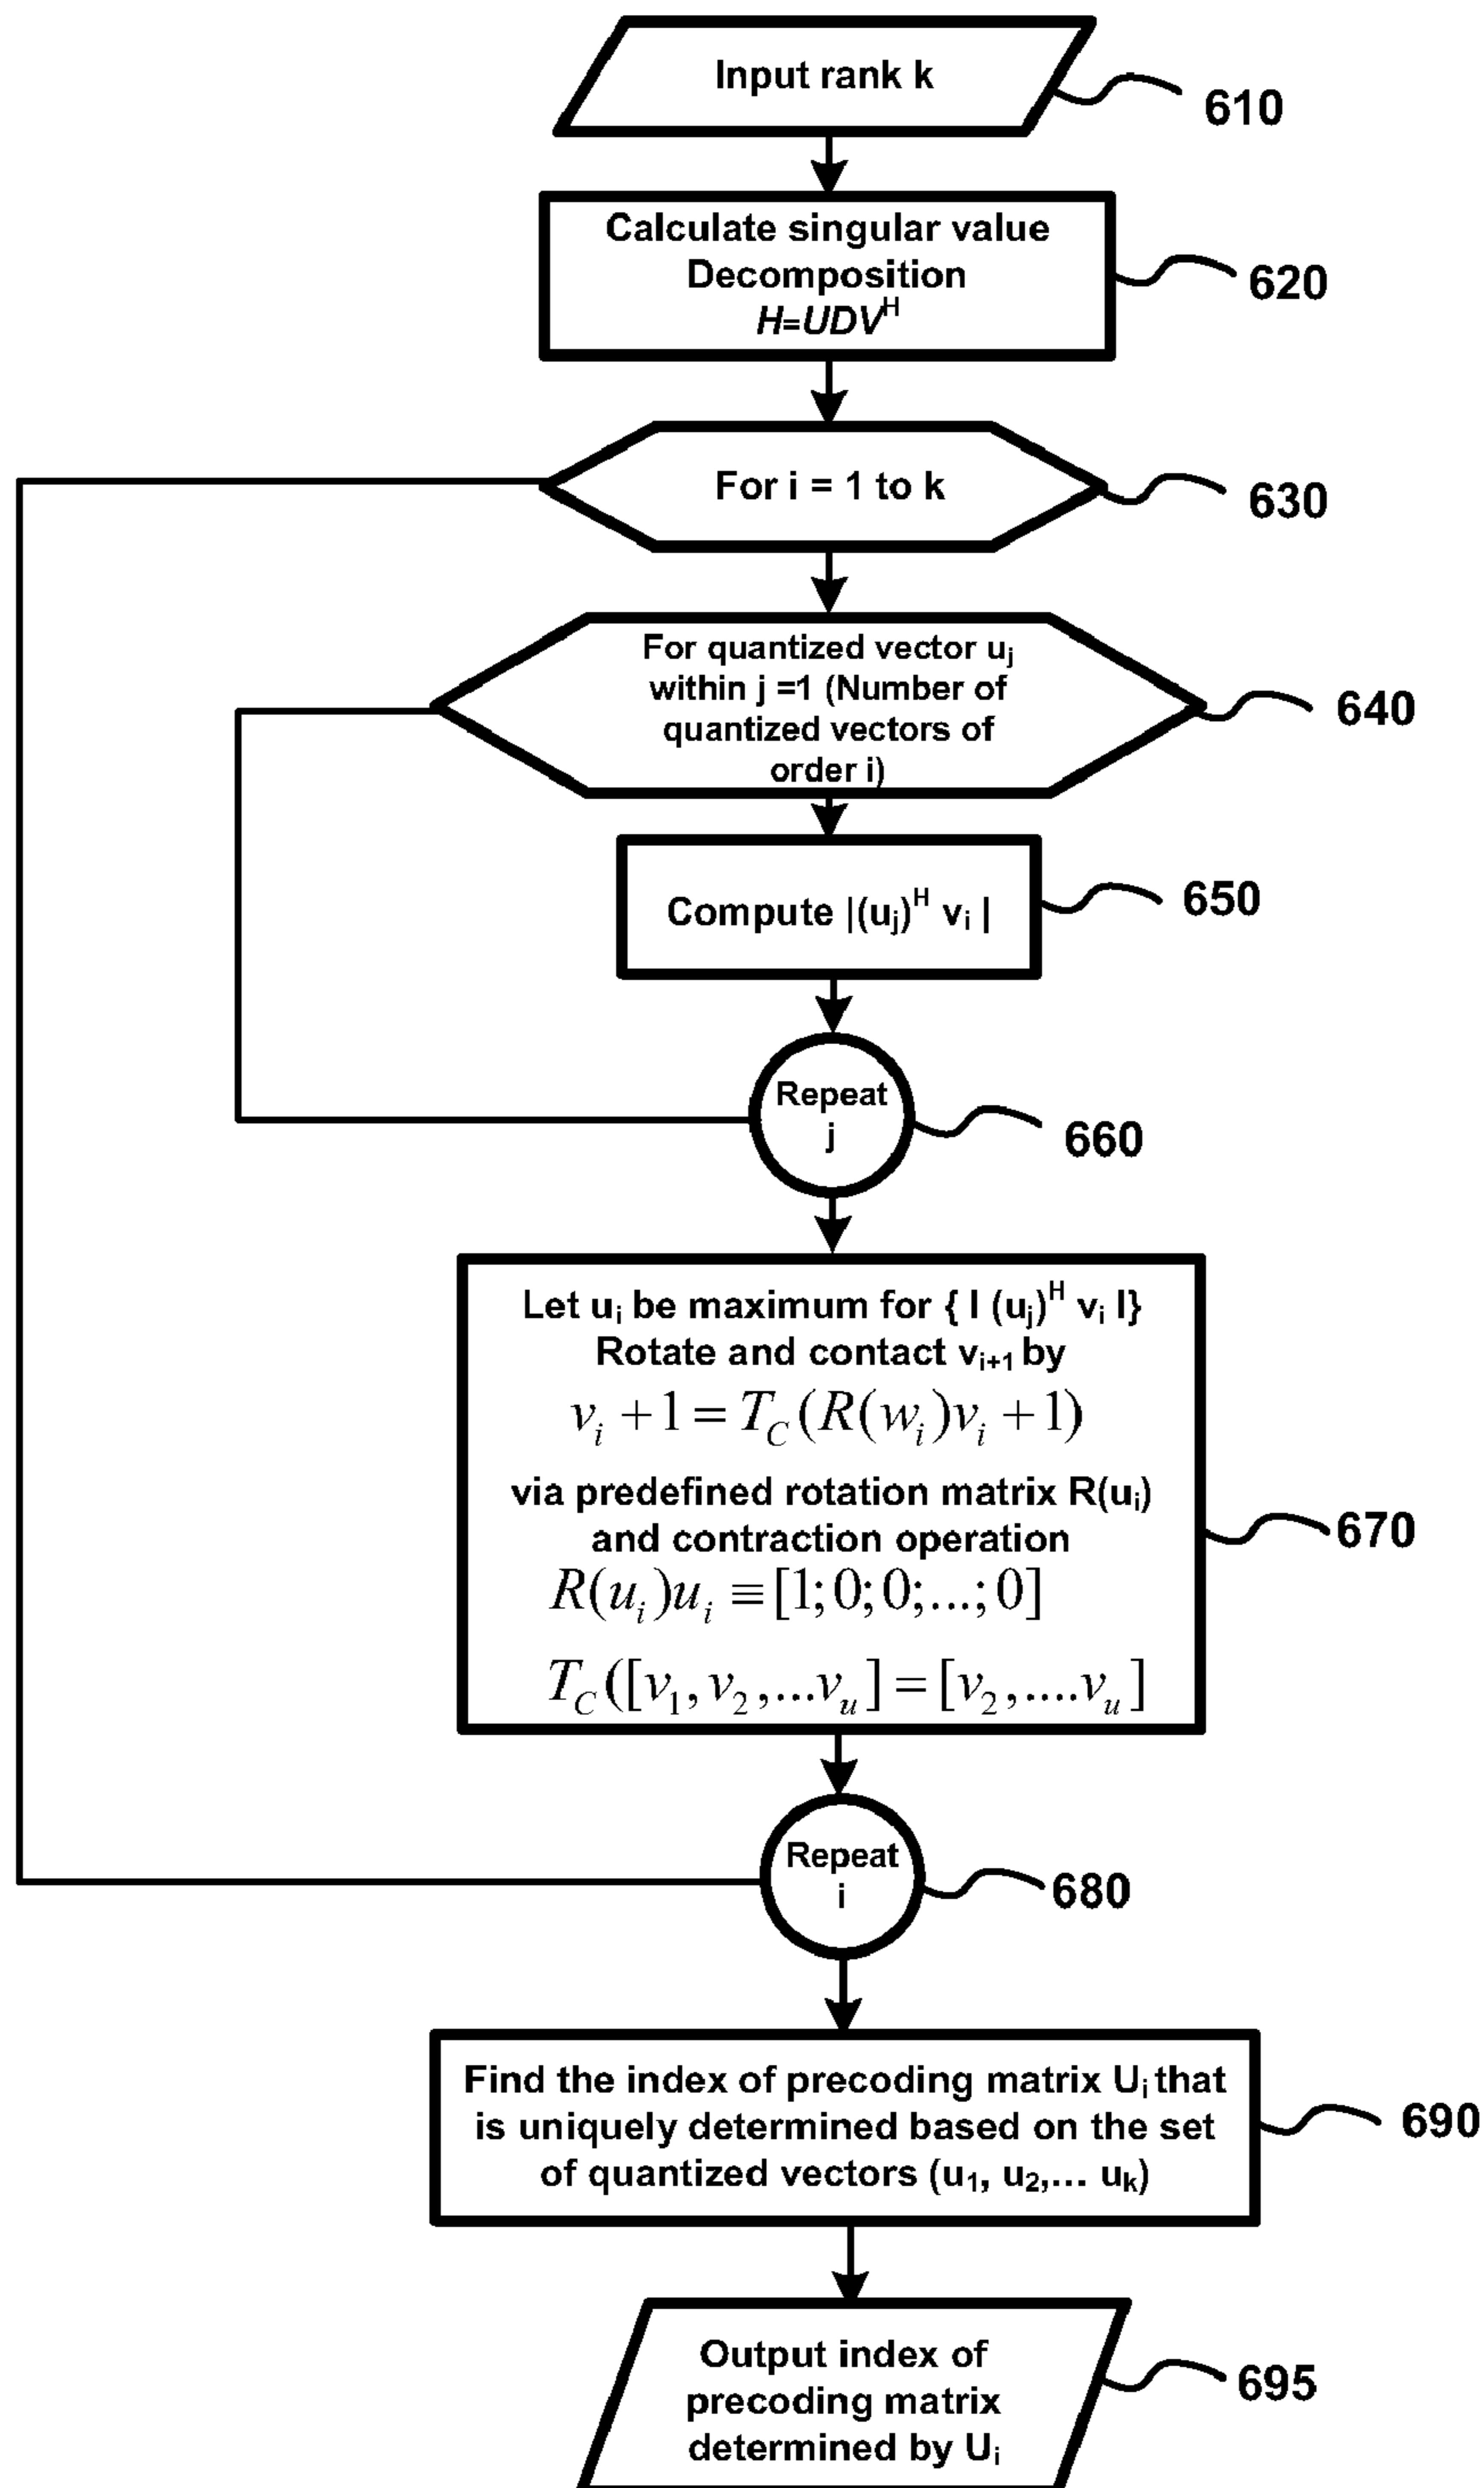 Input rank k
610
Calculate singular value
Decomposition
H=UDV^H
620
For i = 1 to k
630
For quantized vector u_j
within j =1 (Number of
quantized vectors of
order i)
640
Compute |(u_j)^H v_i |
650
Repeat
j
660
Let u_i be maximum for { I (u_j)^H v_i I}
Rotate and contact v_{i+1} by
v_i + 1 = T_C(R(w_i)v_i + 1)
via predefined rotation matrix R(u_i)
and contraction operation
R(u_i)u_i ≡ [1;0;0;...;0]
T_C([v_1, v_2,...v_u] = [v_2,....v_u]
670
Repeat
i
680
Find the index of precoding matrix U_i that
is uniquely determined based on the set
of quantized vectors (u_1, u_2,... u_k)
690
Output index of
precoding matrix
determined by U_i
695